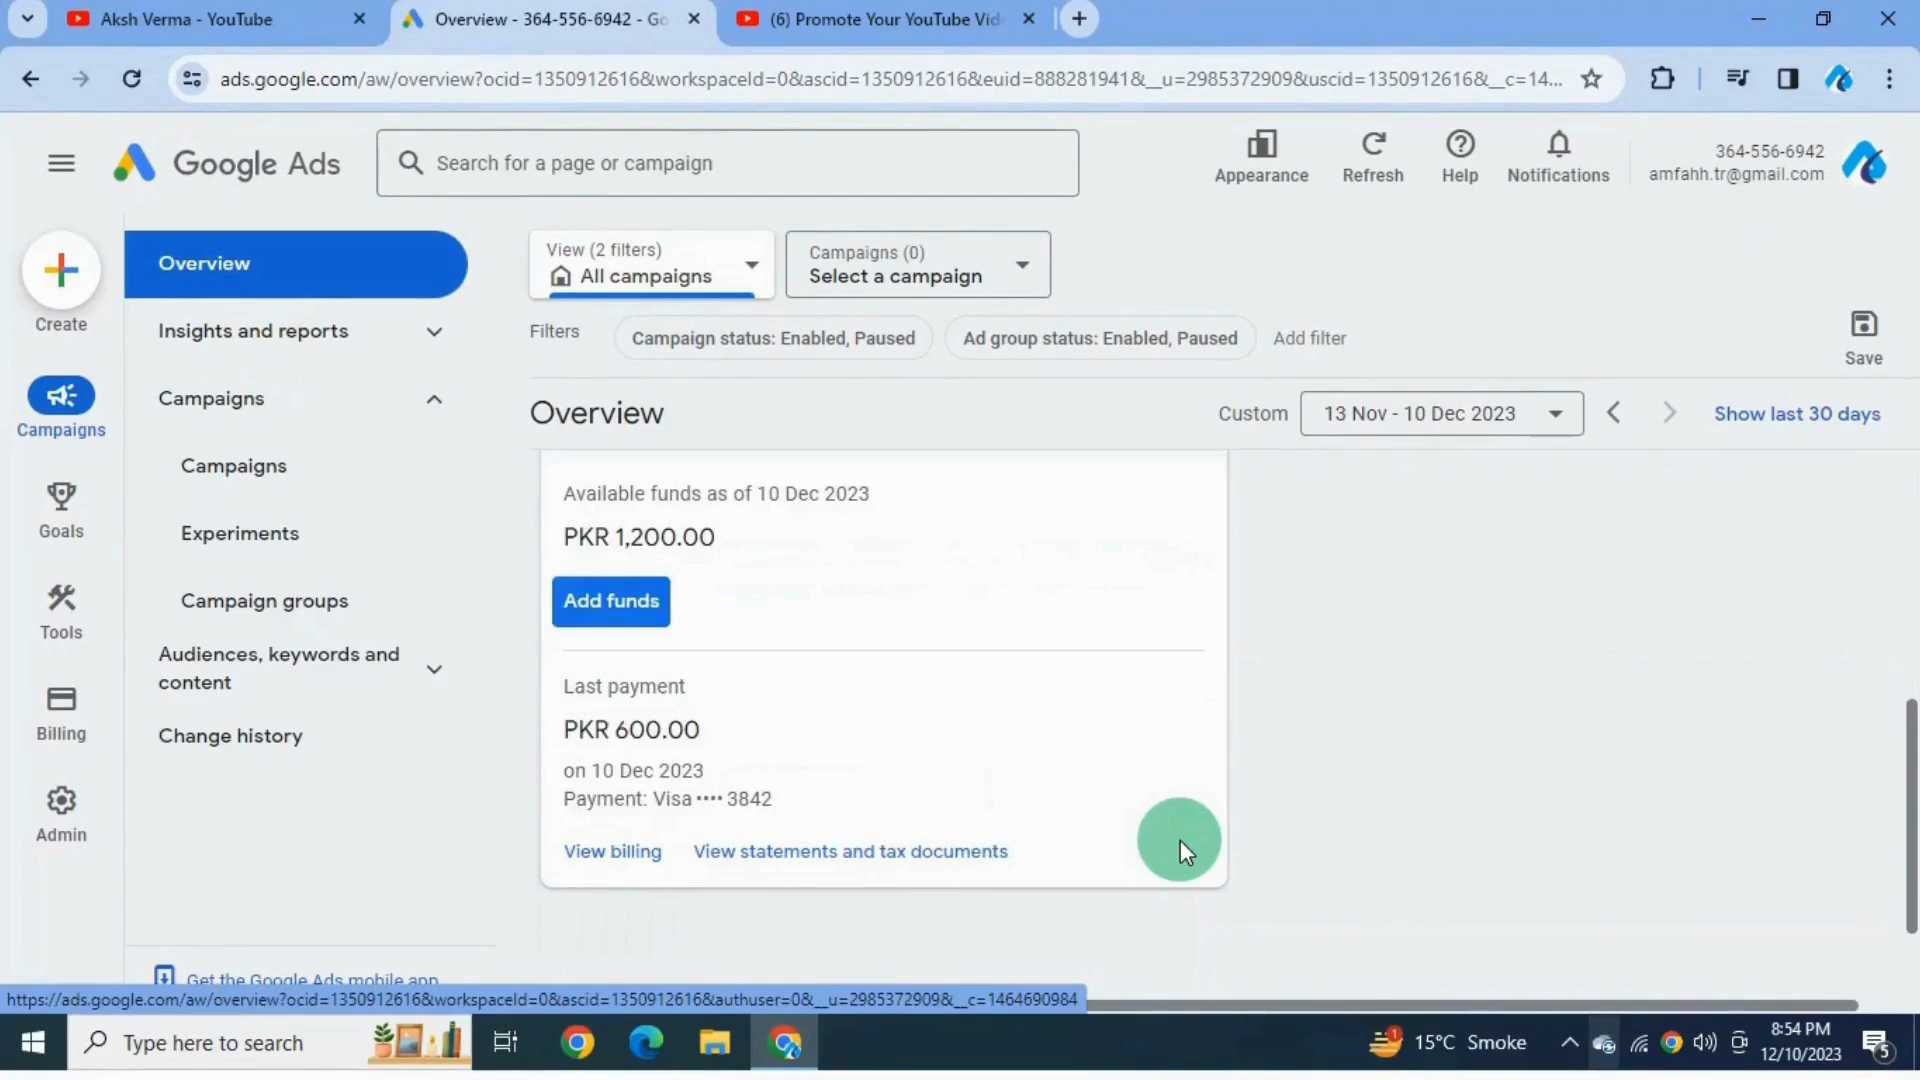 Aksh Verma - YouTube
Overview - 364-556-6942 - Go
(6) Promote Your YouTube Vid
ads.google.com/aw/overview?ocid=1350912616&workspaceId=0&ascid=1350912616&euid=888281941&__u=2985372909&uscid=1350912616&__c=14...
Google Ads
Search for a page or campaign
Appearance
Refresh
Help
Notifications
364-556-6942
amfahh.tr@gmail.com
Create
Campaigns
Goals
Tools
Billing
Admin
Overview
Insights and reports
Campaigns
Campaigns
Experiments
Campaign groups
Audiences, keywords and
content
Change history
Get the Google Ads mobile app
View (2 filters)
All campaigns
Campaigns (0)
Select a campaign
Filters
Campaign status: Enabled, Paused
Ad group status: Enabled, Paused
Add filter
Save
Overview
Custom
13 Nov - 10 Dec 2023
Show last 30 days
Available funds as of 10 Dec 2023
PKR 1,200.00
Add funds
Last payment
PKR 600.00
on 10 Dec 2023
Payment: Visa •••• 3842
View billing
View statements and tax documents
https://ads.google.com/aw/overview?ocid=1350912616&workspaceId=0&ascid=1350912616&authuser=0&__u=2985372909&__c=1464690984
Type here to search
1
15°C Smoke
8:54 PM
12/10/2023
5